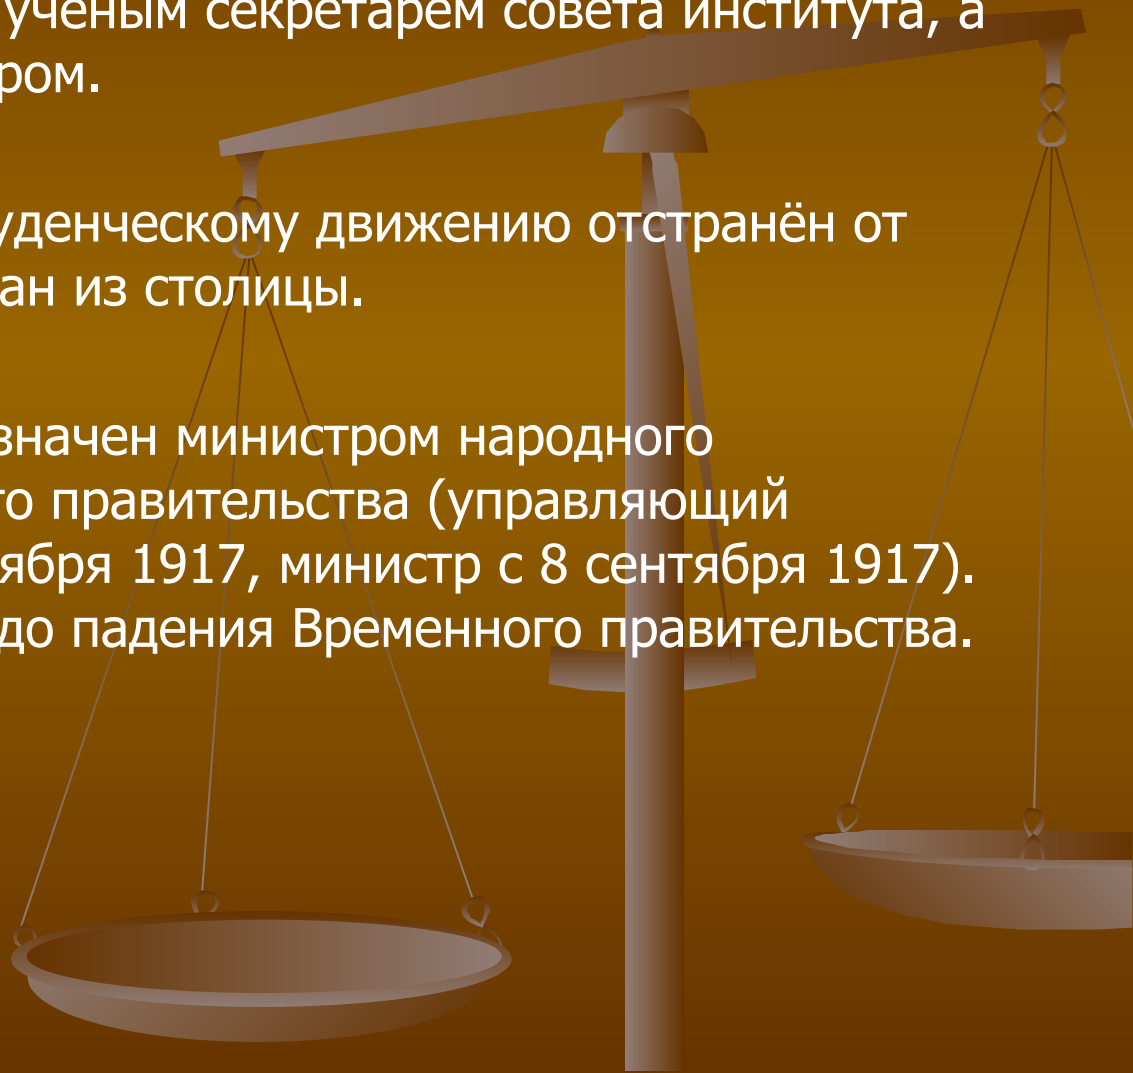 учёным секретарём совета института, а
ром.
уденческому движению отстранён от
ан из столицы.
значен министром народного
го правительства (управляющий
ября 1917, министр с 8 сентября 1917).
до падения Временного правительства.